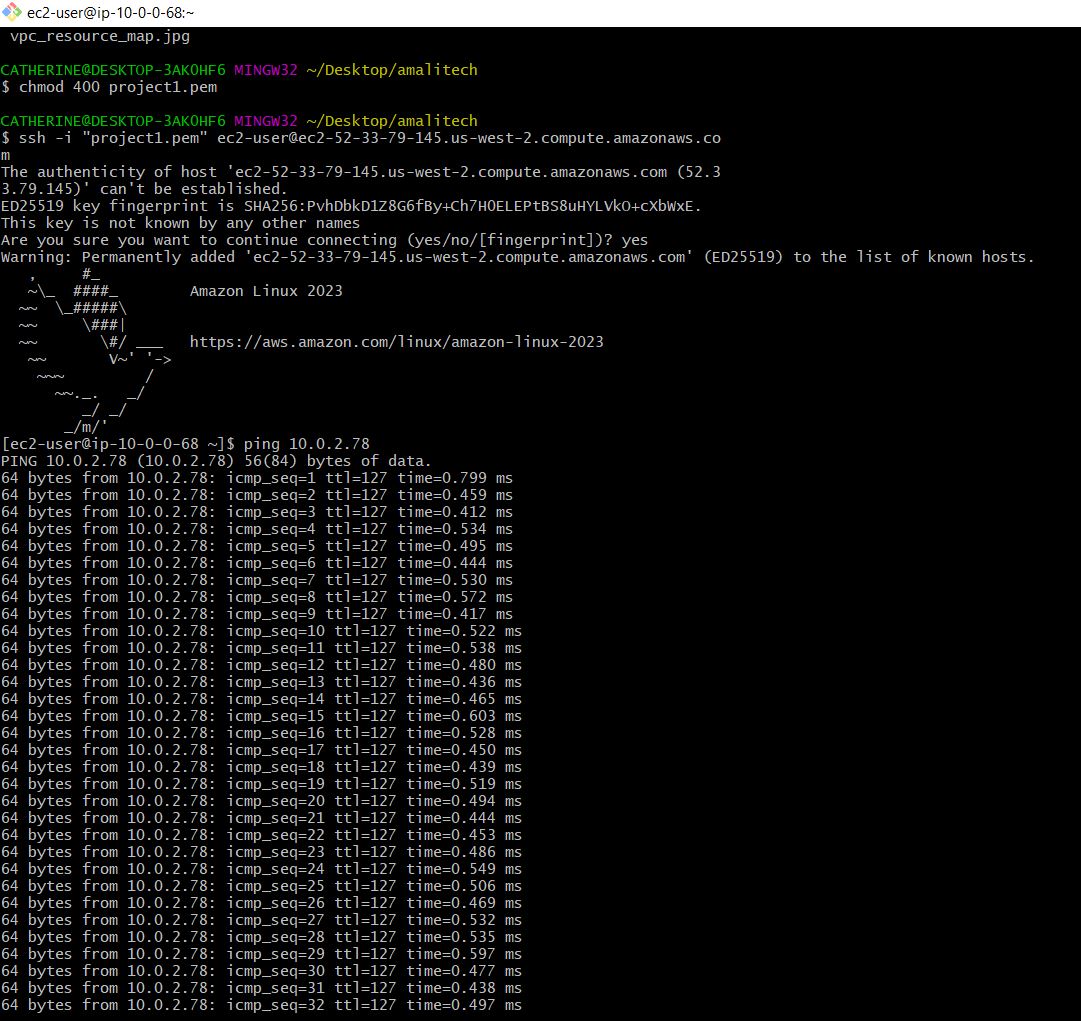 ec2-user@ip-10-0-0-68:~
vpc_resource_map.jpg
CATHERINE@DESKTOP-3AKOHF6 MINGW32 ~/Desktop/amalitech
$ chmod 400 project1.pem
CATHERINE@DESKTOP-3AKOHF6 MINGW32 ~/Desktop/amalitech
$ ssh -i "project1.pem" ec2-user@ec2-52-33-79-145.us-west-2.compute.amazonaws.co
m
The authenticity of host 'ec2-52-33-79-145.us-west-2.compute.amazonaws.com (52.3
3.79.145)' can't be established.
ED25519 key fingerprint is SHA256:PvhDbkD1Z8G6fBy+Ch7HOELEPtBS8uHYLVkO+cXbWxE.
This key is not known by any other names
Are you sure you want to continue connecting (yes/no/[fingerprint])? yes
Warning: Permanently added 'ec2-52-33-79-145.us-west-2.compute.amazonaws.com' (ED25519) to the list of known hosts.
   ,     #_
   ~\_  ####_        Amazon Linux 2023
  ~~  \_#####\
  ~~     \###|
  ~~       \#/ ___   https://aws.amazon.com/linux/amazon-linux-2023
   ~~       V~' '->
    ~~~         /
      ~~._.   _/
         _/ _/
       _/m/'
[ec2-user@ip-10-0-0-68 ~]$ ping 10.0.2.78
PING 10.0.2.78 (10.0.2.78) 56(84) bytes of data.
64 bytes from 10.0.2.78: icmp_seq=1 ttl=127 time=0.799 ms
64 bytes from 10.0.2.78: icmp_seq=2 ttl=127 time=0.459 ms
64 bytes from 10.0.2.78: icmp_seq=3 ttl=127 time=0.412 ms
64 bytes from 10.0.2.78: icmp_seq=4 ttl=127 time=0.534 ms
64 bytes from 10.0.2.78: icmp_seq=5 ttl=127 time=0.495 ms
64 bytes from 10.0.2.78: icmp_seq=6 ttl=127 time=0.444 ms
64 bytes from 10.0.2.78: icmp_seq=7 ttl=127 time=0.530 ms
64 bytes from 10.0.2.78: icmp_seq=8 ttl=127 time=0.572 ms
64 bytes from 10.0.2.78: icmp_seq=9 ttl=127 time=0.417 ms
64 bytes from 10.0.2.78: icmp_seq=10 ttl=127 time=0.522 ms
64 bytes from 10.0.2.78: icmp_seq=11 ttl=127 time=0.538 ms
64 bytes from 10.0.2.78: icmp_seq=12 ttl=127 time=0.480 ms
64 bytes from 10.0.2.78: icmp_seq=13 ttl=127 time=0.436 ms
64 bytes from 10.0.2.78: icmp_seq=14 ttl=127 time=0.465 ms
64 bytes from 10.0.2.78: icmp_seq=15 ttl=127 time=0.603 ms
64 bytes from 10.0.2.78: icmp_seq=16 ttl=127 time=0.528 ms
64 bytes from 10.0.2.78: icmp_seq=17 ttl=127 time=0.450 ms
64 bytes from 10.0.2.78: icmp_seq=18 ttl=127 time=0.439 ms
64 bytes from 10.0.2.78: icmp_seq=19 ttl=127 time=0.519 ms
64 bytes from 10.0.2.78: icmp_seq=20 ttl=127 time=0.494 ms
64 bytes from 10.0.2.78: icmp_seq=21 ttl=127 time=0.444 ms
64 bytes from 10.0.2.78: icmp_seq=22 ttl=127 time=0.453 ms
64 bytes from 10.0.2.78: icmp_seq=23 ttl=127 time=0.486 ms
64 bytes from 10.0.2.78: icmp_seq=24 ttl=127 time=0.549 ms
64 bytes from 10.0.2.78: icmp_seq=25 ttl=127 time=0.506 ms
64 bytes from 10.0.2.78: icmp_seq=26 ttl=127 time=0.469 ms
64 bytes from 10.0.2.78: icmp_seq=27 ttl=127 time=0.532 ms
64 bytes from 10.0.2.78: icmp_seq=28 ttl=127 time=0.535 ms
64 bytes from 10.0.2.78: icmp_seq=29 ttl=127 time=0.597 ms
64 bytes from 10.0.2.78: icmp_seq=30 ttl=127 time=0.477 ms
64 bytes from 10.0.2.78: icmp_seq=31 ttl=127 time=0.438 ms
64 bytes from 10.0.2.78: icmp_seq=32 ttl=127 time=0.497 ms